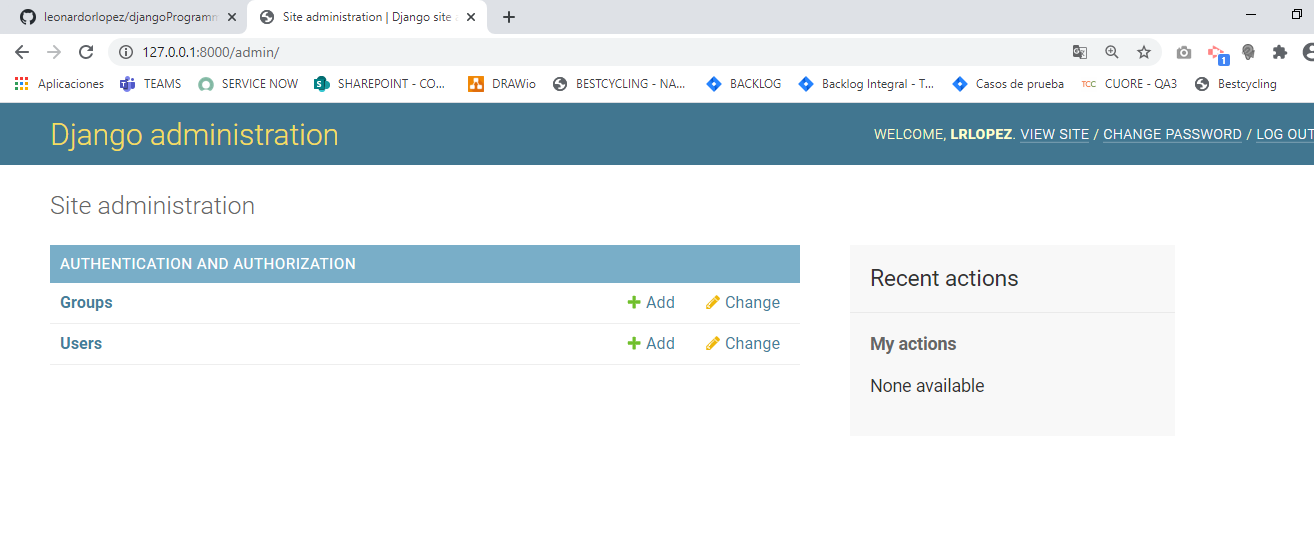 leonardorlopez/djangoProgramm
Site administration | Django site a
127.0.0.1:8000/admin/
1
Aplicaciones TEAMS SERVICE NOW SHAREPOINT - CO... DRAWio BESTCYCLING - NA... BACKLOG Backlog Integral - T... Casos de prueba TCC CUORE - QA3 Bestcycling
Django administration
WELCOME, LRLOPEZ. VIEW SITE / CHANGE PASSWORD / LOG OUT
Site administration
AUTHENTICATION AND AUTHORIZATION
Groups Add Change
Users Add Change
Recent actions
My actions
None available